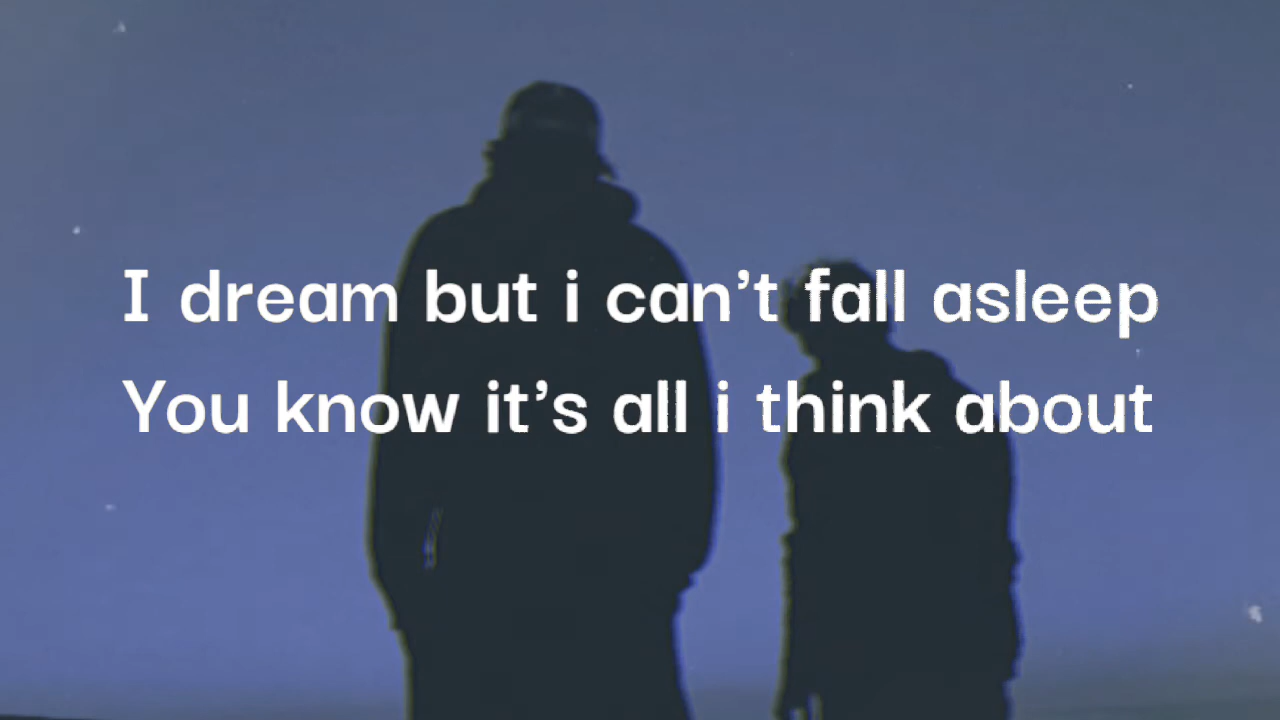 I dream but i can’t fall asleep
You know it’s all i think about